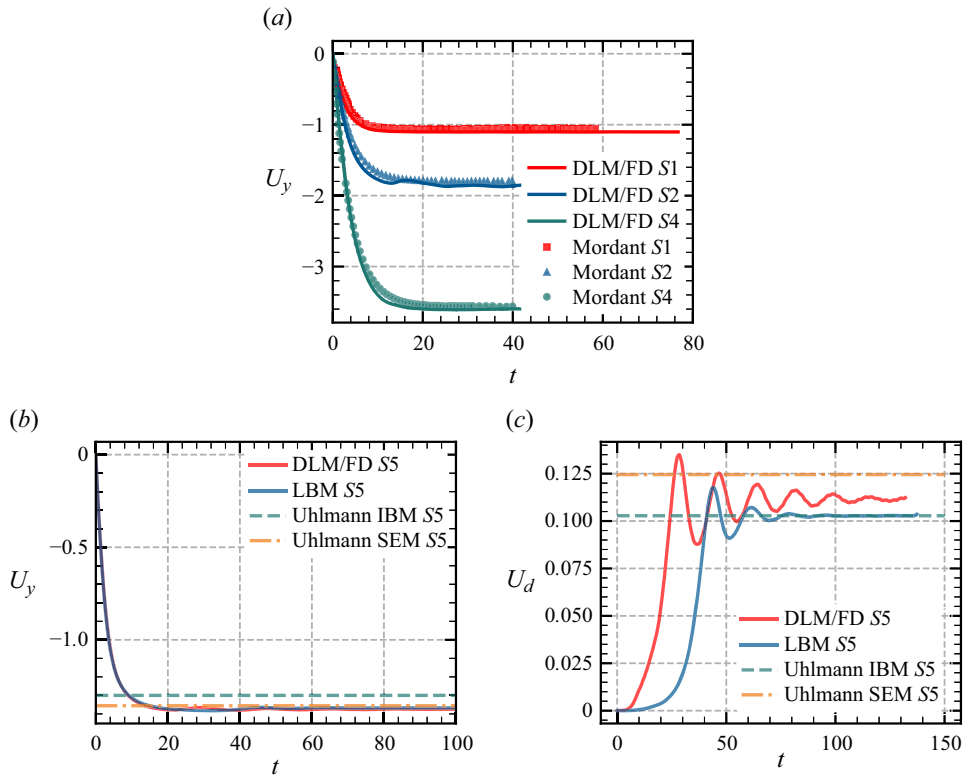 (a)
0
−1
−2
−3
U_y
DLM/FD S1
DLM/FD S2
DLM/FD S4
Mordant S1
Mordant S2
Mordant S4
0 20 40 60 80
t
(b)
0
−0.5
−1.0
U_y
DLM/FD S5
LBM S5
Uhlmann IBM S5
Uhlmann SEM S5
0 20 40 60 80 100
t
(c)
0.125
0.100
0.075
0.050
0.025
0
U_d
DLM/FD S5
LBM S5
Uhlmann IBM S5
Uhlmann SEM S5
0 50 100 150
t